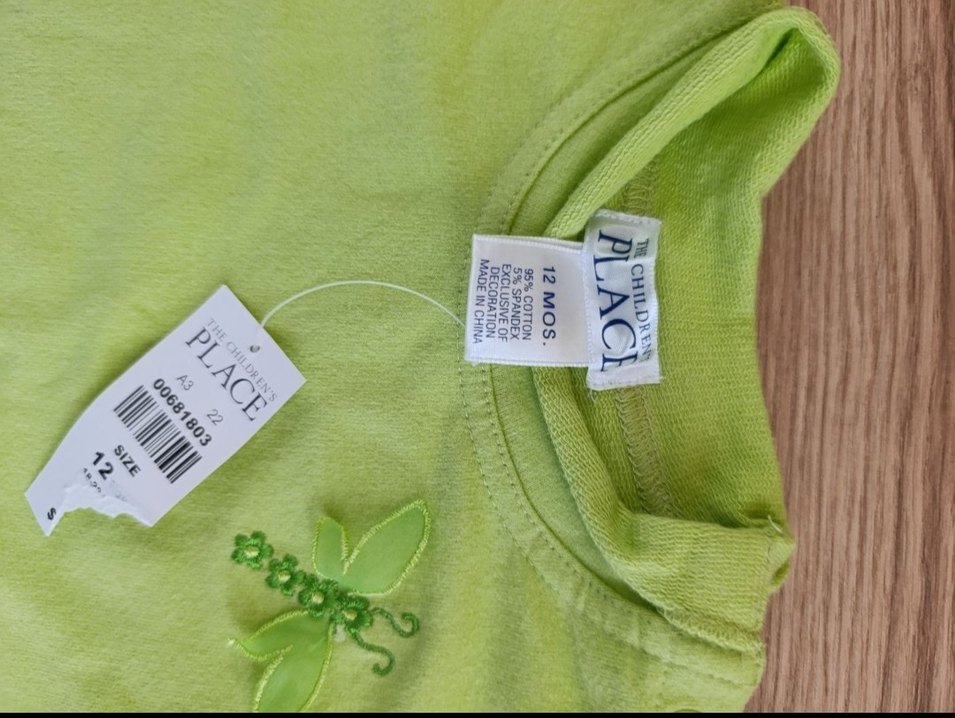 THE CHILDREN'S
PLACE
12 MOS.
95% COTTON
5% SPANDEX
EXCLUSIVE OF
DECORATION
MADE IN CHINA
THE CHILDREN'S
PLACE
A3 22
00681803
SIZE
12
S